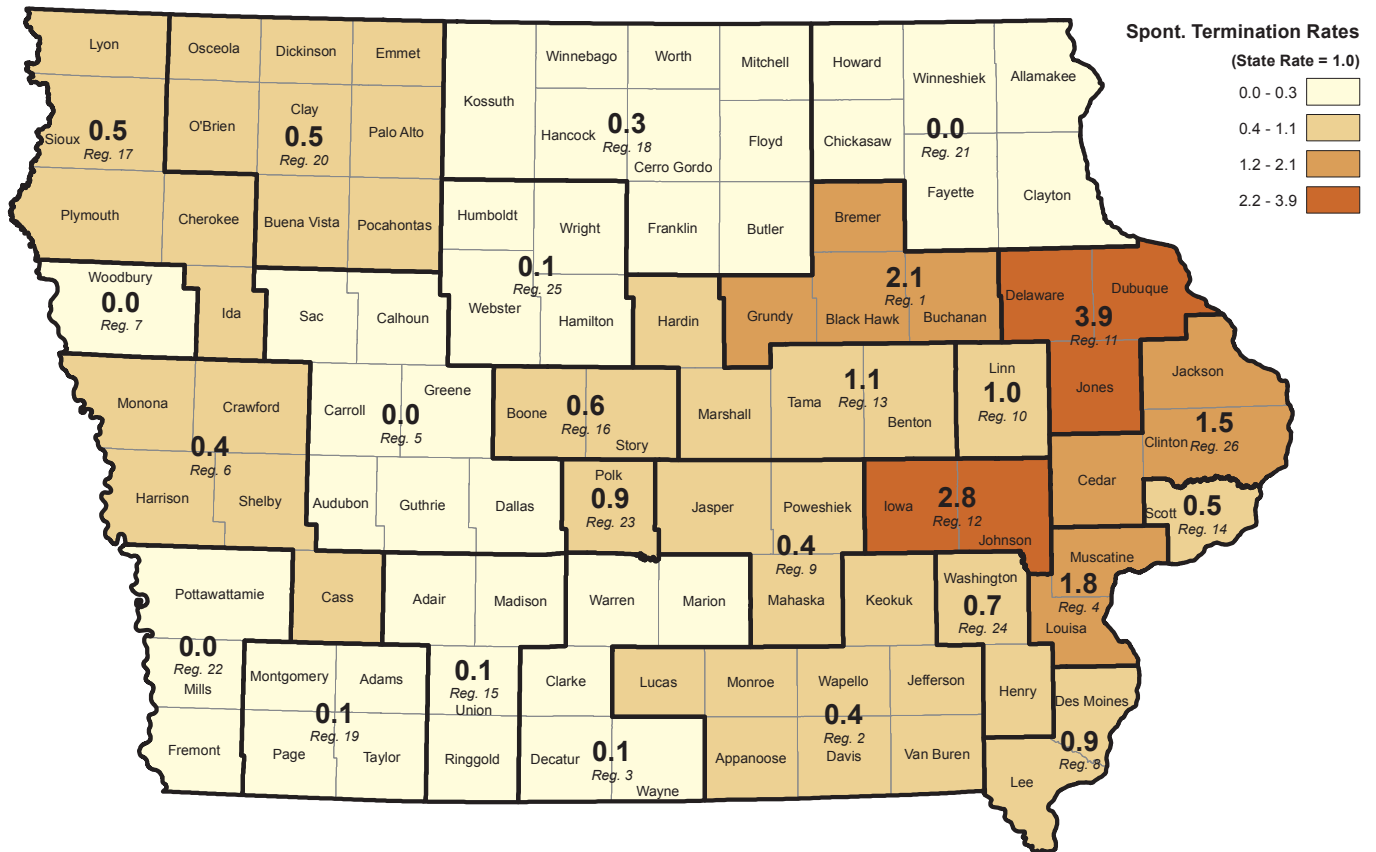 Spont. Termination Rates
(State Rate = 1.0)
0.0 - 0.3
0.4 - 1.1
1.2 - 2.1
2.2 - 3.9
Lyon
Osceola
Dickinson
Emmet
Kossuth
Winnebago
Worth
Mitchell
Howard
Winneshiek
Allamakee
Sioux
0.5
Reg. 17
O'Brien
Clay
0.5
Reg. 20
Palo Alto
Hancock
0.3
Reg. 18
Cerro Gordo
Floyd
Chickasaw
0.0
Reg. 21
Fayette
Clayton
Plymouth
Cherokee
Buena Vista
Pocahontas
Humboldt
Wright
Franklin
Butler
Bremer
Woodbury
0.0
Reg. 7
Ida
Sac
Calhoun
0.1
Reg. 25
Webster
Hamilton
Hardin
Grundy
2.1
Reg. 1
Black Hawk
Buchanan
Delaware
Dubuque
3.9
Reg. 11
Jones
Jackson
Monona
Crawford
0.4
Reg. 6
Harrison
Shelby
Carroll
Greene
0.0
Reg. 5
Audubon
Guthrie
Dallas
Boone
0.6
Reg. 16
Story
Marshall
Tama
1.1
Reg. 13
Benton
Linn
1.0
Reg. 10
1.5
Clinton
Reg. 26
Cedar
Polk
0.9
Reg. 23
Jasper
Poweshiek
0.4
Reg. 9
Mahaska
Iowa
2.8
Reg. 12
Johnson
Scott
0.5
Reg. 14
Muscatine
1.8
Reg. 4
Louisa
Pottawattamie
0.0
Reg. 22
Mills
Fremont
Cass
Adair
Madison
Warren
Marion
Keokuk
Washington
0.7
Reg. 24
Montgomery
Adams
0.1
Reg. 19
Page
Taylor
0.1
Reg. 15
Union
Ringgold
Clarke
Decatur
0.1
Reg. 3
Wayne
Lucas
Monroe
Wapello
Jefferson
0.4
Reg. 2
Appanoose
Davis
Van Buren
Henry
Des Moines
0.9
Reg. 8
Lee